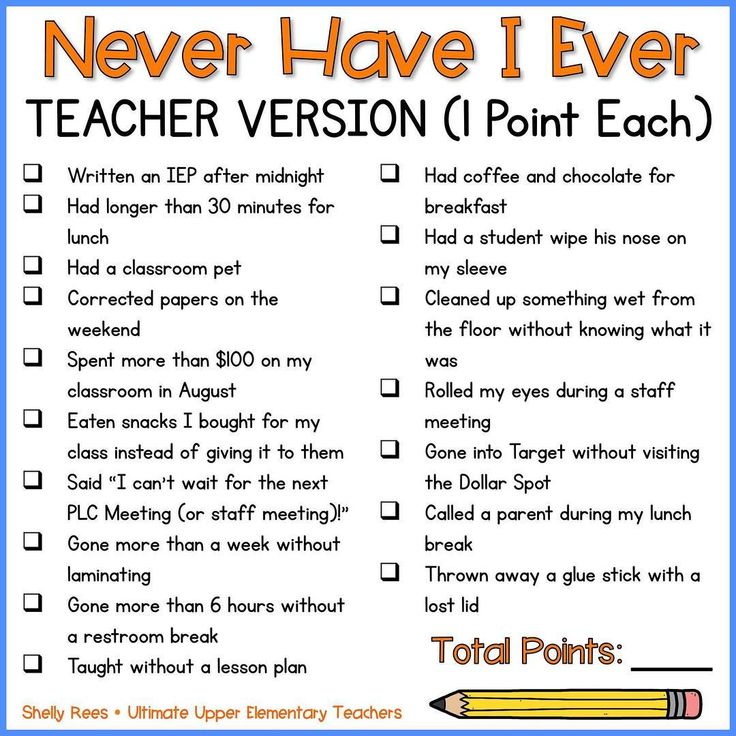 Never Have I Ever
TEACHER VERSION (1 Point Each)
Written an IEP after midnight
Had longer than 30 minutes for
lunch
Had a classroom pet
Corrected papers on the
weekend
Spent more than $100 on my
classroom in August
Eaten snacks I bought for my
class instead of giving it to them
Said “I can't wait for the next
PLC Meeting (or staff meeting)!”
Gone more than a week without
laminating
Gone more than 6 hours without
a restroom break
Taught without a lesson plan
Had coffee and chocolate for
breakfast
Had a student wipe his nose on
my sleeve
Cleaned up something wet from
the floor without knowing what it
was
Rolled my eyes during a staff
meeting
Gone into Target without visiting
the Dollar Spot
Called a parent during my lunch
break
Thrown away a glue stick with a
lost lid
Total Points: ____
Shelly Rees • Ultimate Upper Elementary Teachers